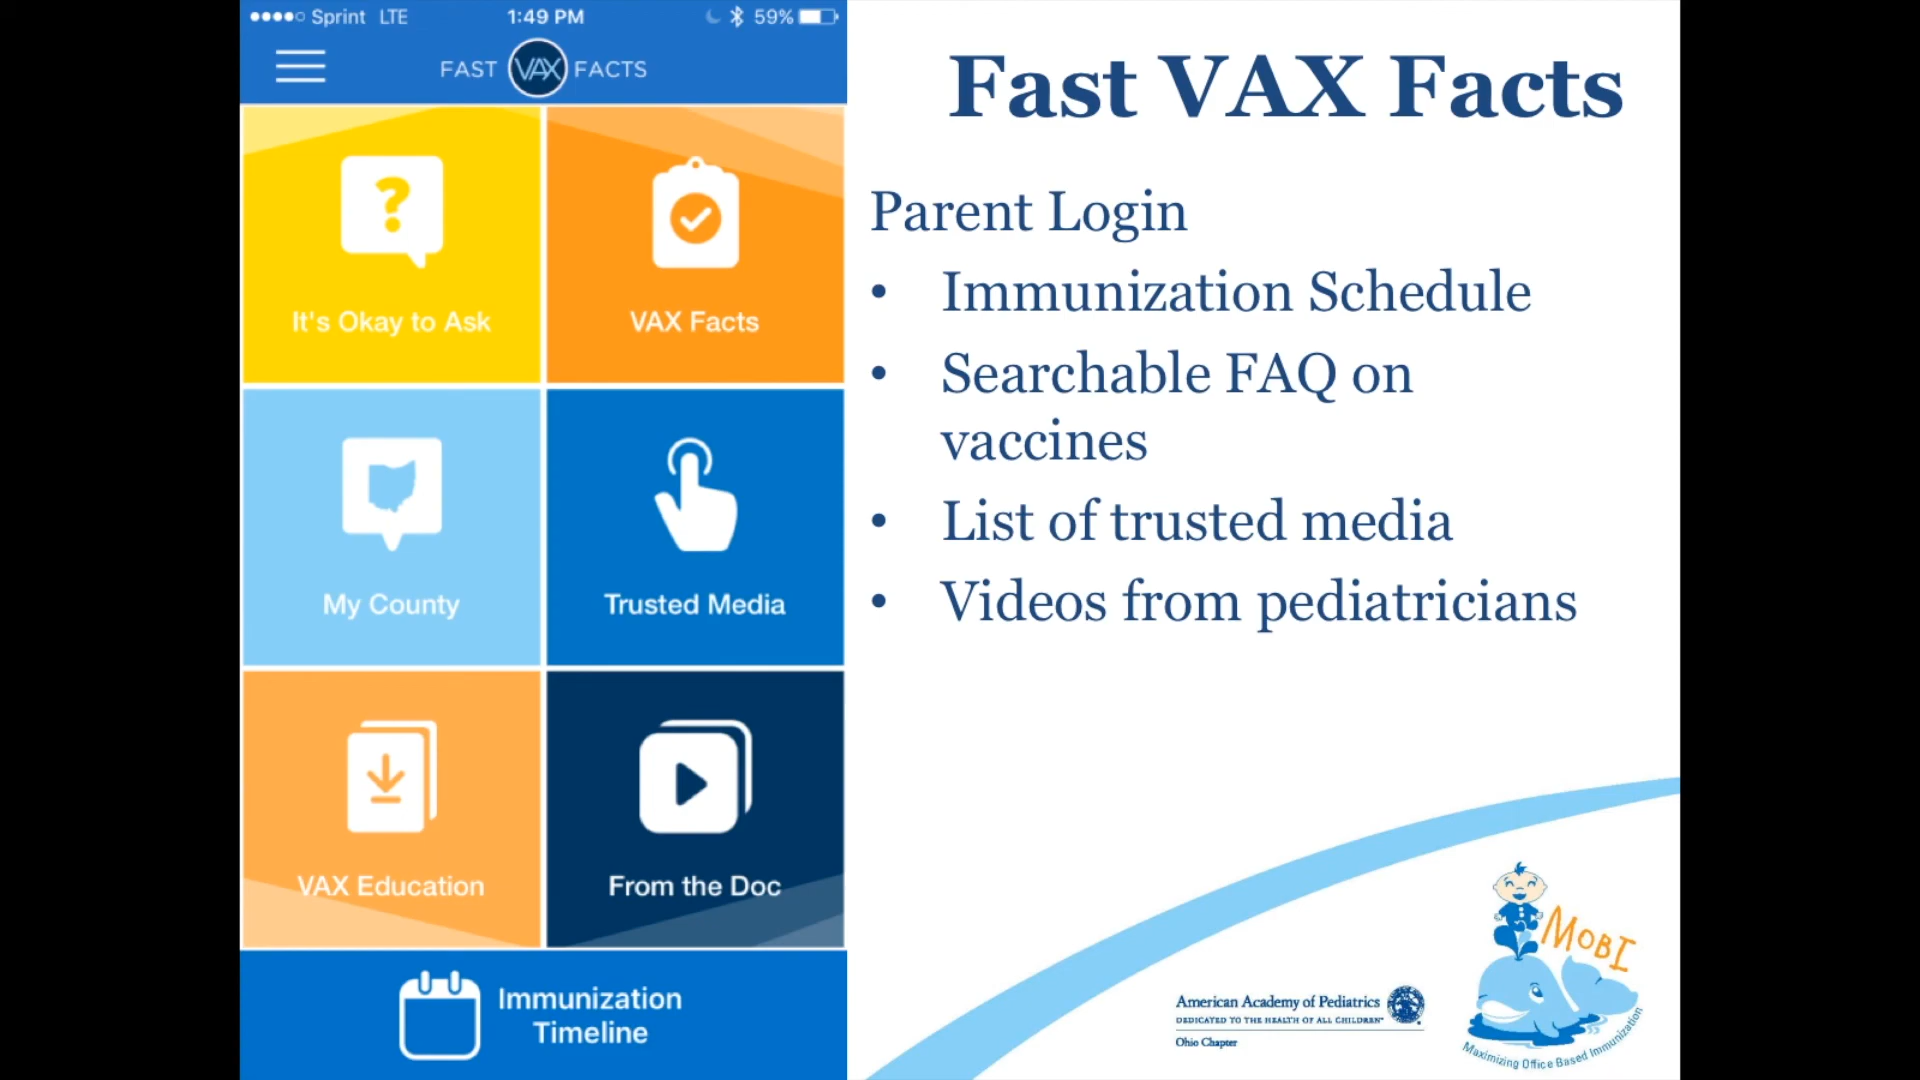 Sprint LTE 1:49 PM 59%
FAST VAX FACTS
It's Okay to Ask
VAX Facts
My County
Trusted Media
VAX Education
From the Doc
Immunization
Timeline
Fast VAX Facts
Parent Login
• Immunization Schedule
• Searchable FAQ on
vaccines
• List of trusted media
• Videos from pediatricians
American Academy of Pediatrics
DEDICATED TO THE HEALTH OF ALL CHILDREN™
Ohio Chapter
MOBI
Maximizing Office Based Immunization